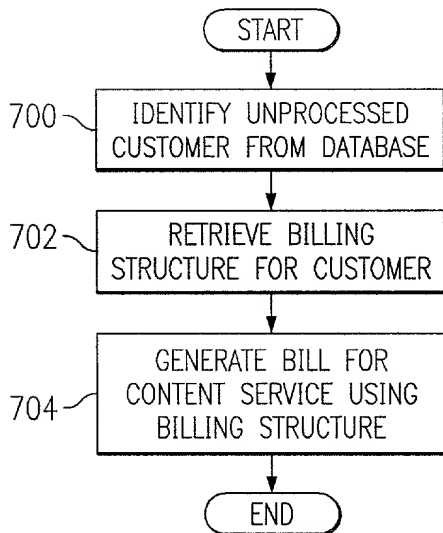 START
700
IDENTIFY UNPROCESSED
CUSTOMER FROM DATABASE
702
RETRIEVE BILLING
STRUCTURE FOR CUSTOMER
704
GENERATE BILL FOR
CONTENT SERVICE USING
BILLING STRUCTURE
END